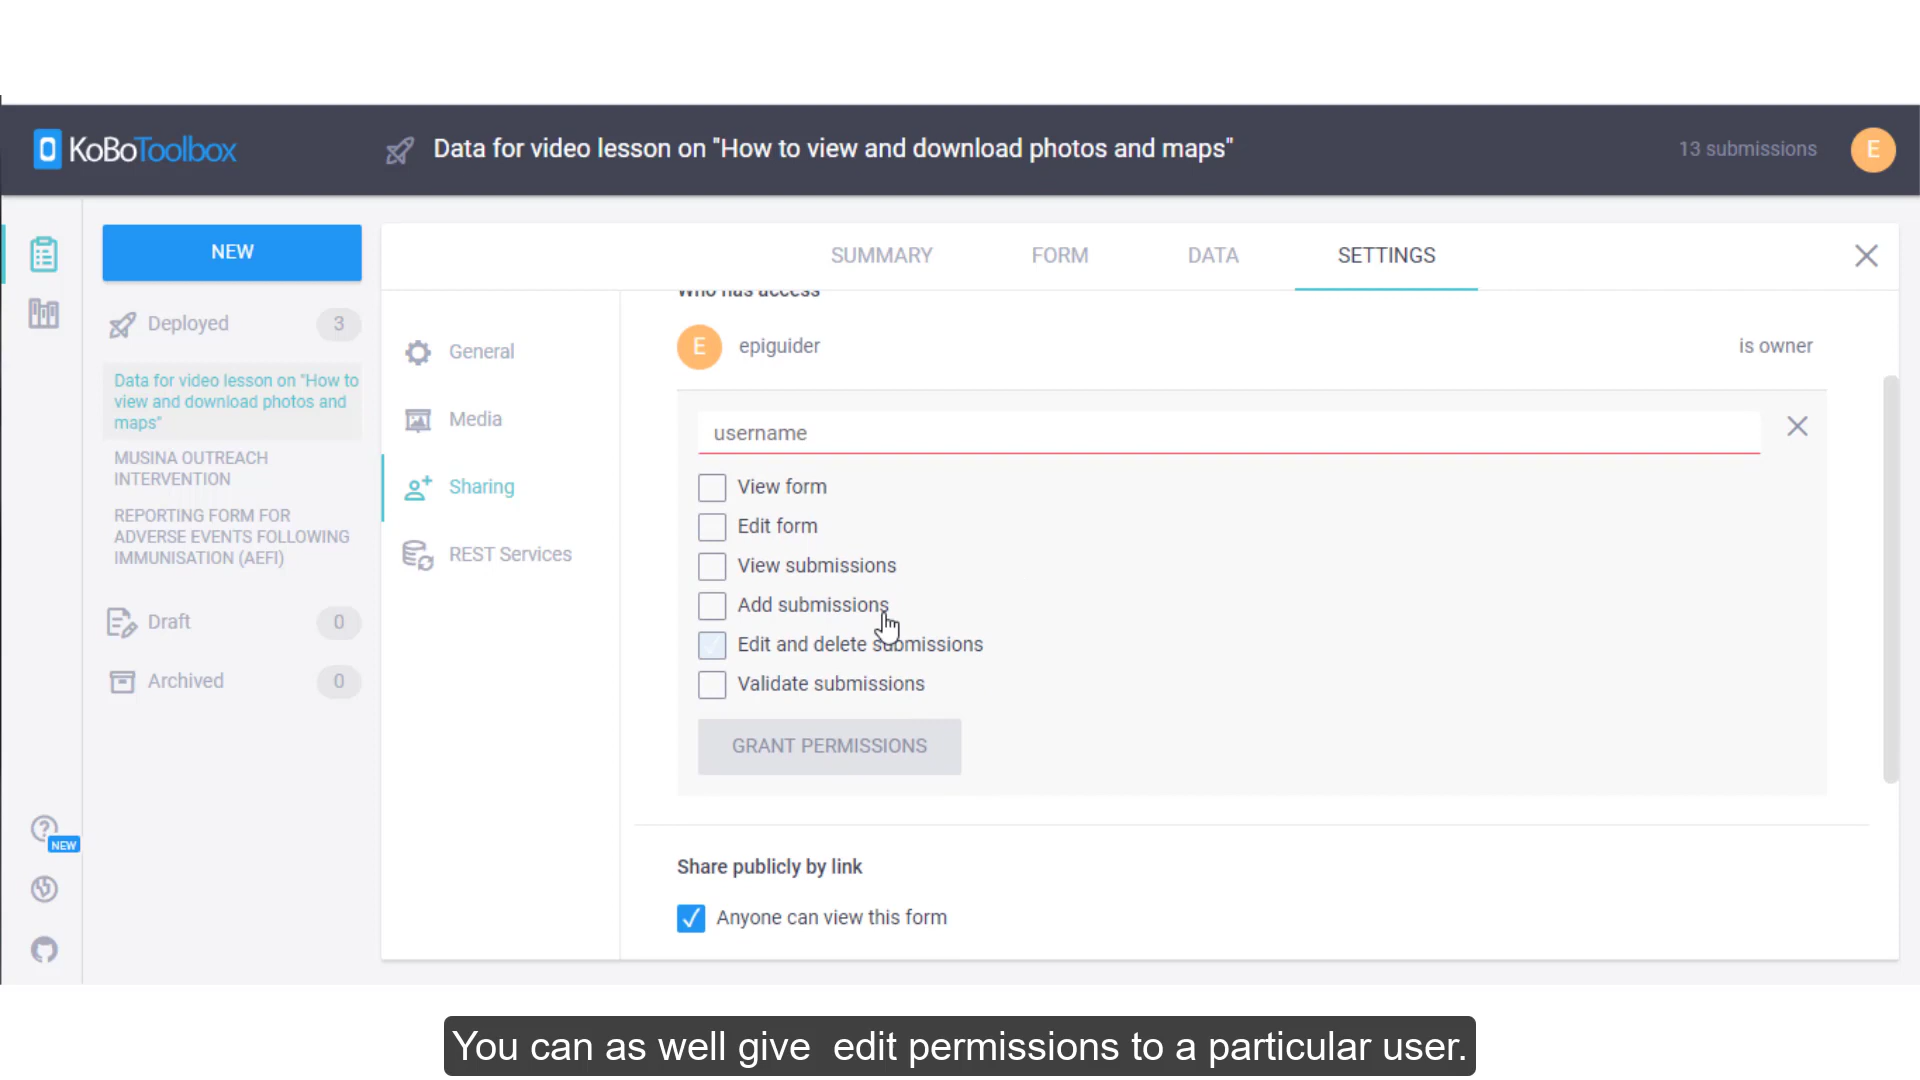 KoBoToolbox
Data for video lesson on "How to view and download photos and maps"
13 submissions
E
NEW
SUMMARY
FORM
DATA
SETTINGS
Deployed
3
Data for video lesson on "How to
view and download photos and
maps"
MUSINA OUTREACH
INTERVENTION
REPORTING FORM FOR
ADVERSE EVENTS FOLLOWING
IMMUNISATION (AEFI)
Draft
0
Archived
0
NEW
General
Media
Sharing
REST Services
Who has access
E
epiguider
is owner
username
View form
Edit form
View submissions
Add submissions
Edit and delete submissions
Validate submissions
GRANT PERMISSIONS
Share publicly by link
Anyone can view this form
You can as well give edit permissions to a particular user.